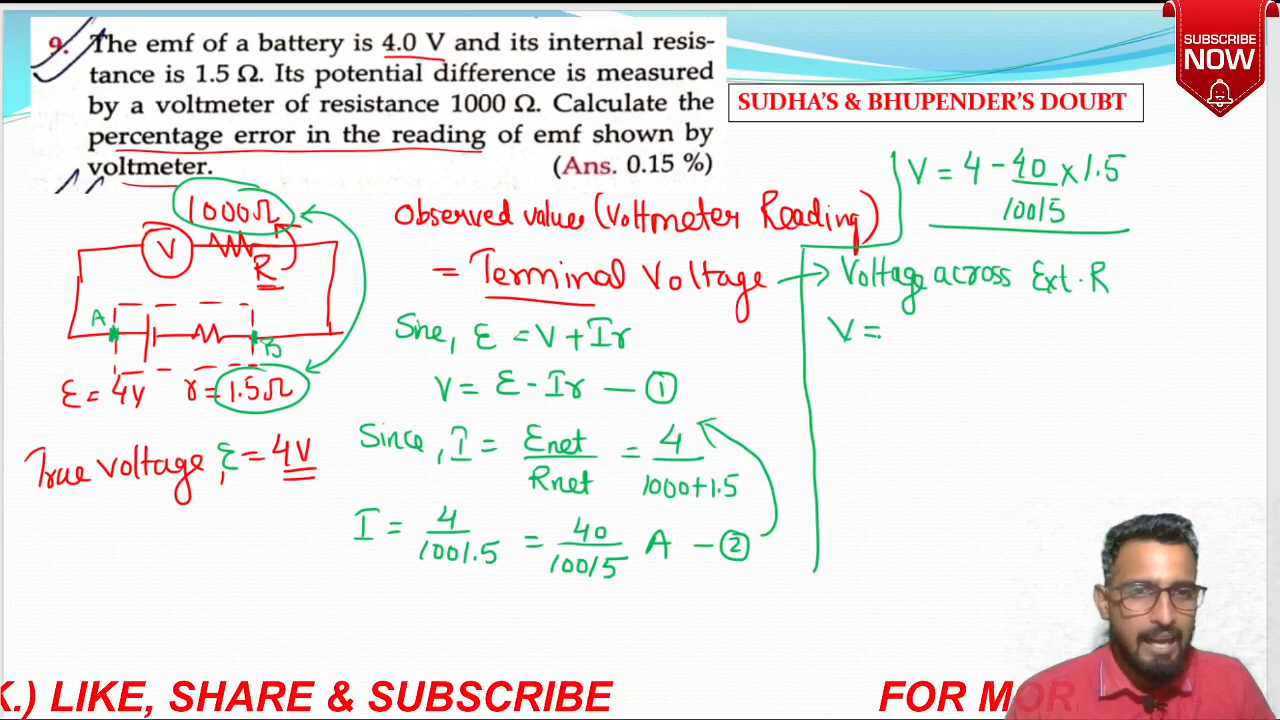 9. The emf of a battery is 4.0 V and its internal resis-
tance is 1.5 Ω. Its potential difference is measured
by a voltmeter of resistance 1000 Ω. Calculate the
percentage error in the reading of emf shown by
voltmeter. (Ans. 0.15 %)
SUBSCRIBE
NOW
SUDHA'S & BHUPENDER'S DOUBT
1000Ω
V
R
A
B
ε = 4V r = 1.5Ω
True voltage, ε = 4V
Observed value (Voltmeter Reading)
= Terminal Voltage → Voltage across Ext. R
Sine, ε = V + Ir
V = ε - Ir — ①
Since, I = Enet/Rnet = 4/1000+1.5
I = 4/1001.5 = 40/10015 A — ②
V = 4 - 40/10015 × 1.5
V =
K.) LIKE, SHARE & SUBSCRIBE FOR MOR